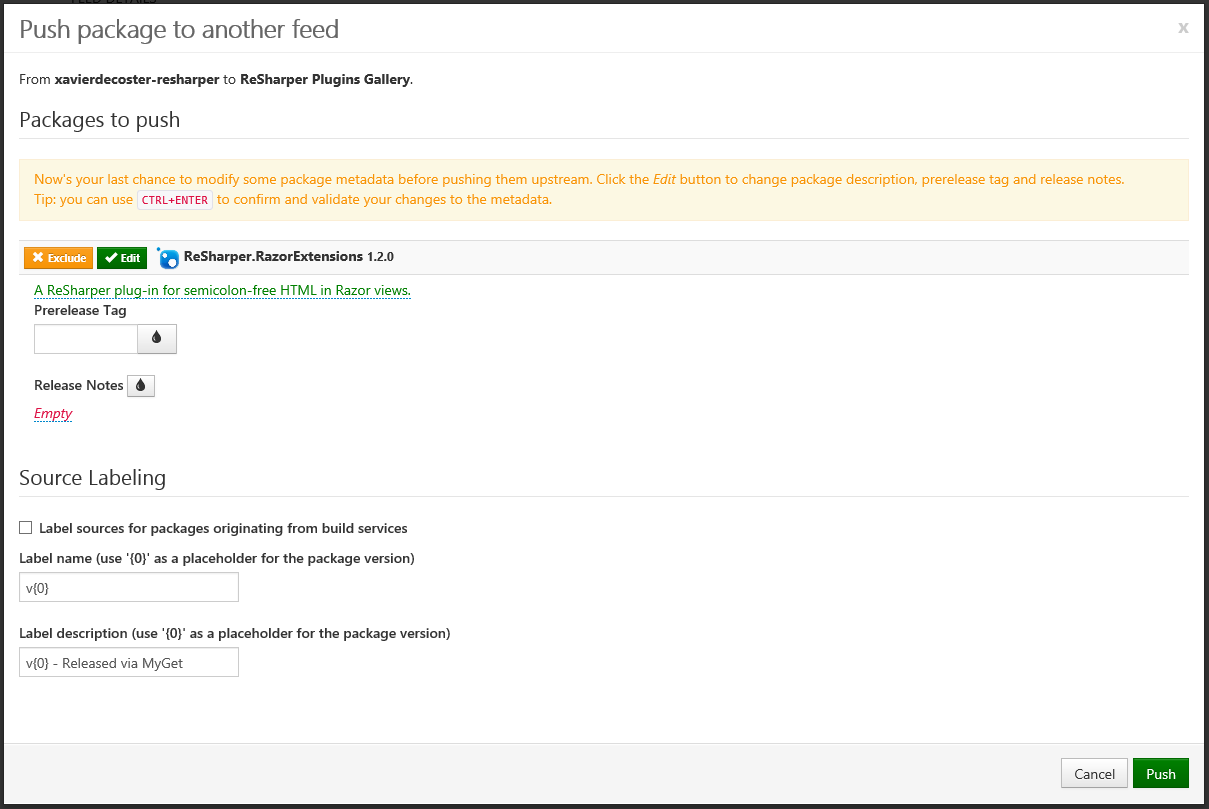 FEED DETAILS
Push package to another feed
x
From xavierdecoster-resharper to ReSharper Plugins Gallery.
Packages to push
Now's your last chance to modify some package metadata before pushing them upstream. Click the Edit button to change package description, prerelease tag and release notes.
Tip: you can use CTRL+ENTER to confirm and validate your changes to the metadata.
Exclude Edit ReSharper.RazorExtensions 1.2.0
A ReSharper plug-in for semicolon-free HTML in Razor views.
Prerelease Tag
Release Notes
Empty
Source Labeling
Label sources for packages originating from build services
Label name (use '{0}' as a placeholder for the package version)
v{0}
Label description (use '{0}' as a placeholder for the package version)
v{0} - Released via MyGet
Cancel Push